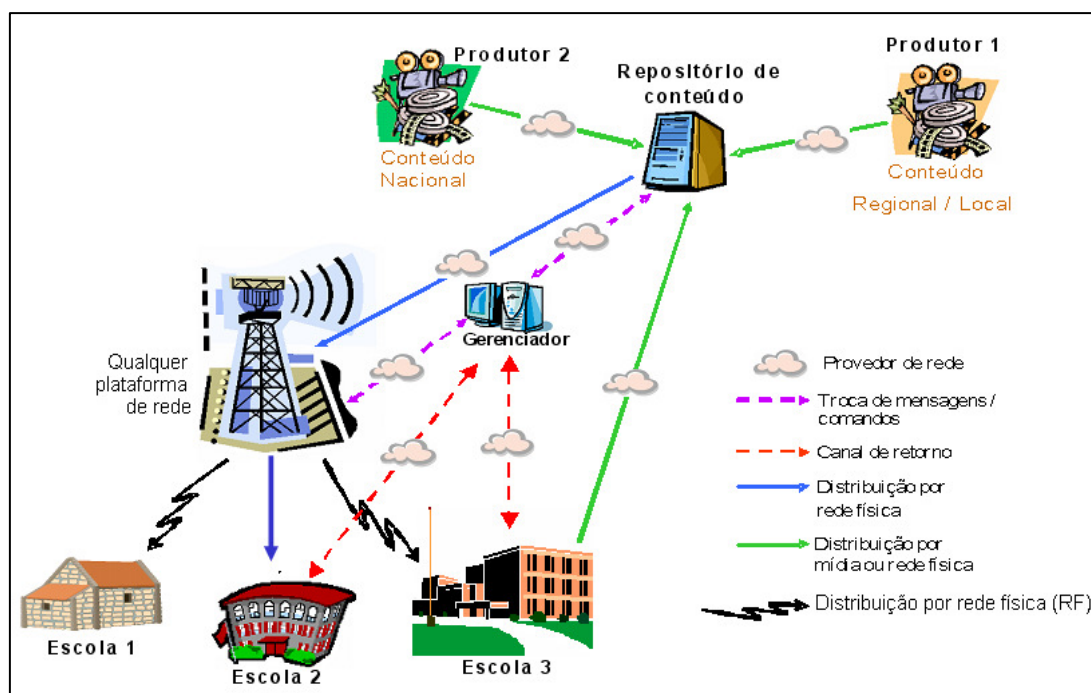 Produtor 2
Produtor 1
Repositório de
conteúdo
Conteúdo
Nacional
Conteúdo
Regional / Local
Gerenciador
Qualquer
plataforma
de rede
Provedor de rede
Troca de mensagens /
comandos
Canal de retorno
Distribuição por
rede física
Distribuição por
mídia ou rede física
Distribuição por rede física (RF)
Escola 1
Escola 2
Escola 3